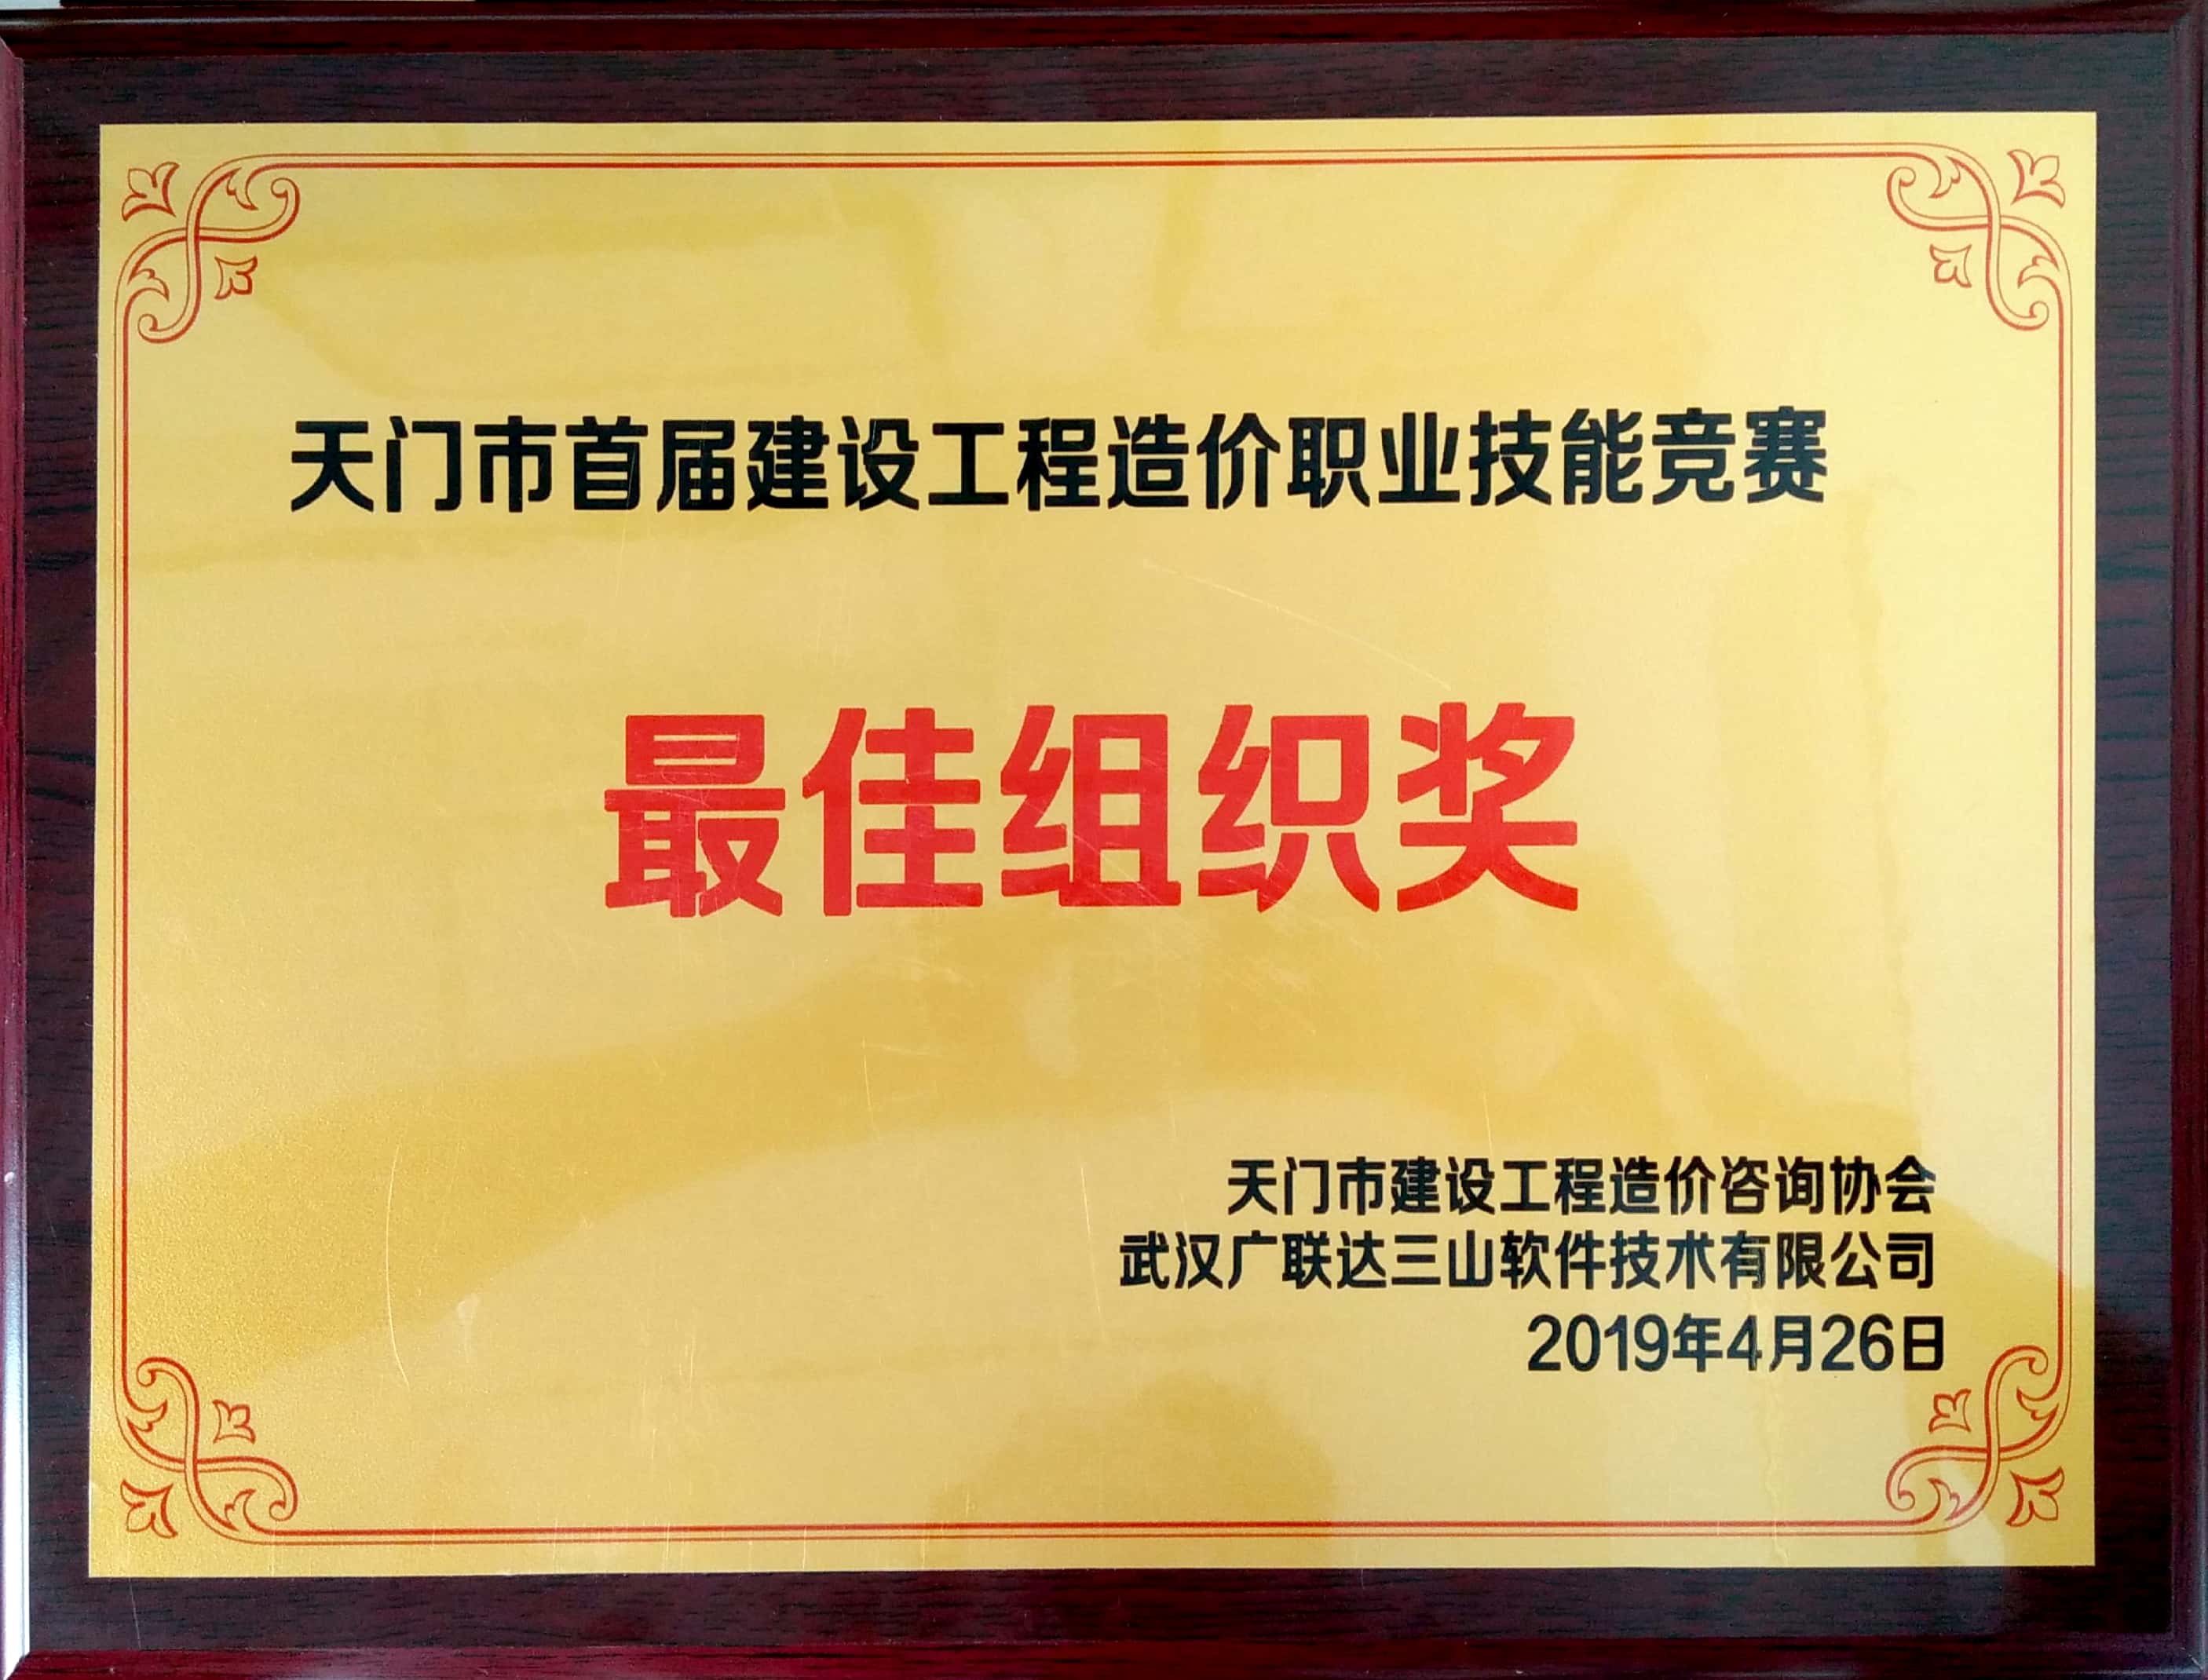 天门市首届建设工程造价职业技能竞赛
最佳组织奖
天门市建设工程造价咨询协会
武汉广联达三山软件技术有限公司
2019年4月26日